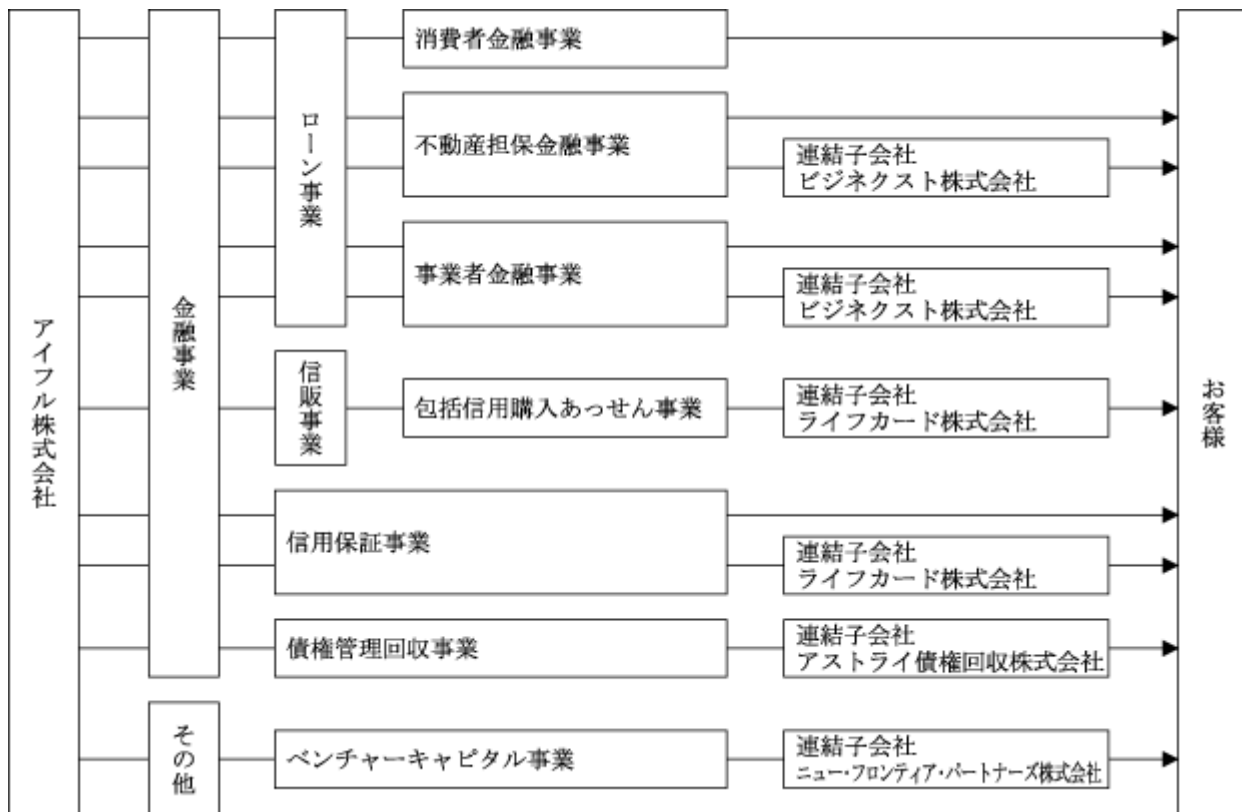 アイフル株式会社
金融事業
ローン事業
消費者金融事業
不動産担保金融事業
連結子会社
ビジネクスト株式会社
事業者金融事業
連結子会社
ビジネクスト株式会社
信販事業
包括信用購入あっせん事業
連結子会社
ライフカード株式会社
信用保証事業
連結子会社
ライフカード株式会社
債権管理回収事業
連結子会社
アストライ債権回収株式会社
その他
ベンチャーキャピタル事業
連結子会社
ニュー・フロンティア・パートナーズ株式会社
お客様